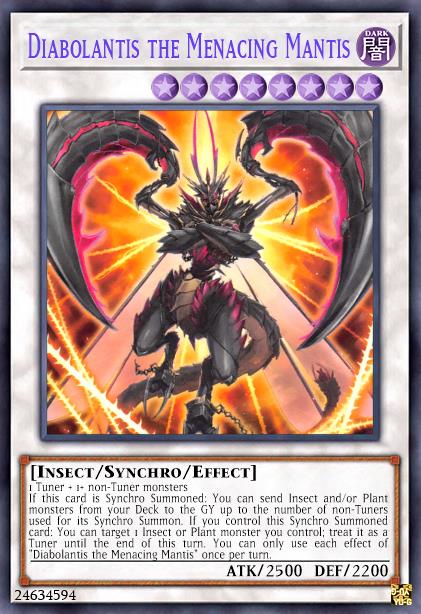 Diabolantis the Menacing Mantis
DARK
闇
[Insect/Synchro/Effect]
1 Tuner + 1+ non-Tuner monsters
If this card is Synchro Summoned: You can send Insect and/or Plant
monsters from your Deck to the GY up to the number of non-Tuners
used for its Synchro Summon. If you control this Synchro Summoned
card: You can target 1 Insect or Plant monster you control; treat it as a
Tuner until the end of this turn. You can only use each effect of
"Diabolantis the Menacing Mantis" once per turn.
ATK/2500 DEF/2200
24634594